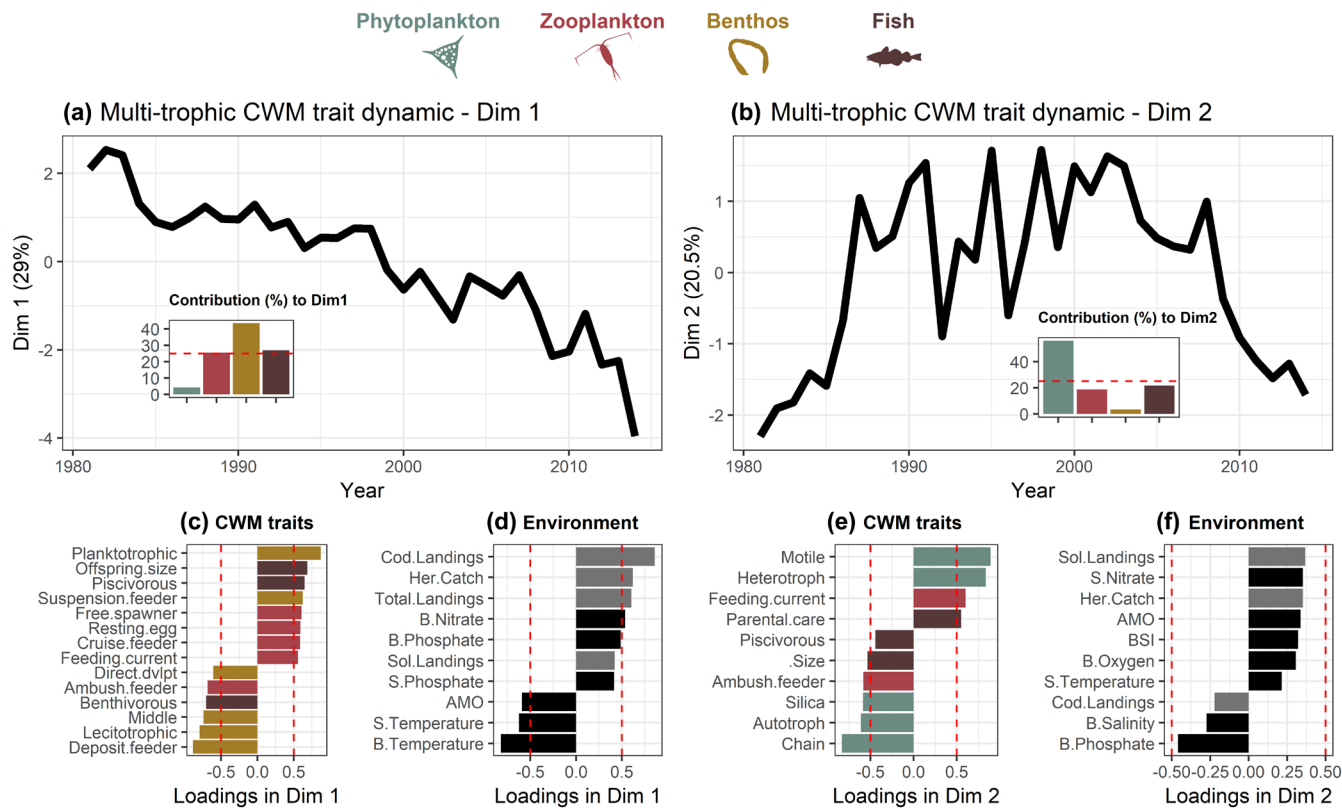 Phytoplankton Zooplankton Benthos Fish
(a) Multi-trophic CWM trait dynamic - Dim 1
Dim 1 (29%)
2
0
-2
-4
Contribution (%) to Dim1
40
30
20
10
0
1980 1990 2000 2010
Year
(b) Multi-trophic CWM trait dynamic - Dim 2
Dim 2 (20.5%)
1
0
-1
-2
Contribution (%) to Dim2
40
20
0
1980 1990 2000 2010
Year
(c) CWM traits
Planktotrophic
Offspring.size
Piscivorous
Suspension.feeder
Free.spawner
Resting.egg
Cruise.feeder
Feeding.current
Direct.dvlpt
Ambush.feeder
Benthivorous
Middle
Lecitotrophic
Deposit.feeder
-0.5 0.0 0.5
Loadings in Dim 1
(d) Environment
Cod.Landings
Her.Catch
Total.Landings
B.Nitrate
B.Phosphate
Sol.Landings
S.Phosphate
AMO
S.Temperature
B.Temperature
-0.5 0.0 0.5
Loadings in Dim 1
(e) CWM traits
Motile
Heterotroph
Feeding.current
Parental.care
Piscivorous
.Size
Ambush.feeder
Silica
Autotroph
Chain
-0.5 0.0 0.5
Loadings in Dim 2
(f) Environment
Sol.Landings
S.Nitrate
Her.Catch
AMO
BSI
B.Oxygen
S.Temperature
Cod.Landings
B.Salinity
B.Phosphate
-0.50 -0.25 0.00 0.25 0.50
Loadings in Dim 2